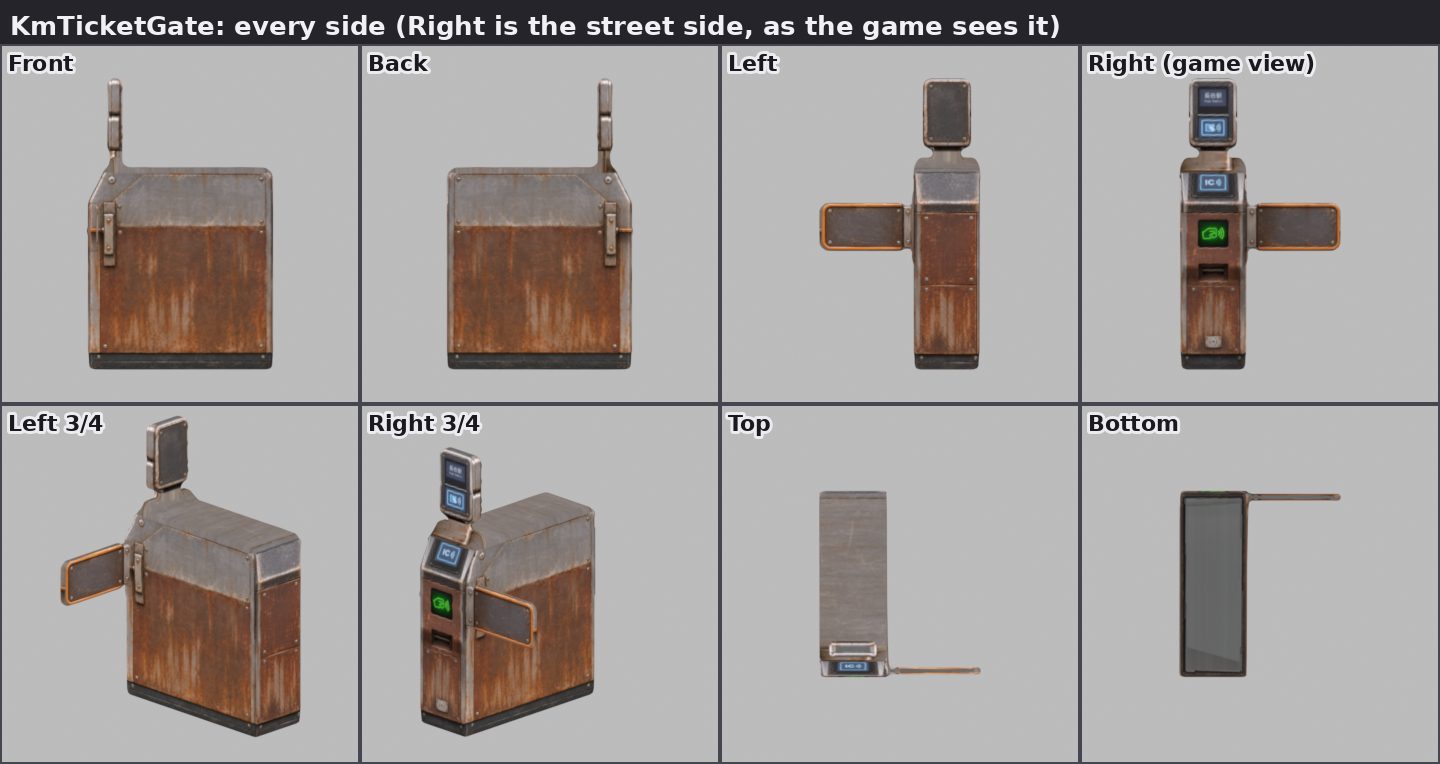 KmTicketGate: every side (Right is the street side, as the game sees it)
Front
Back
Left
Right (game view)
IC
Left 3/4
Right 3/4
IC
Top
Bottom